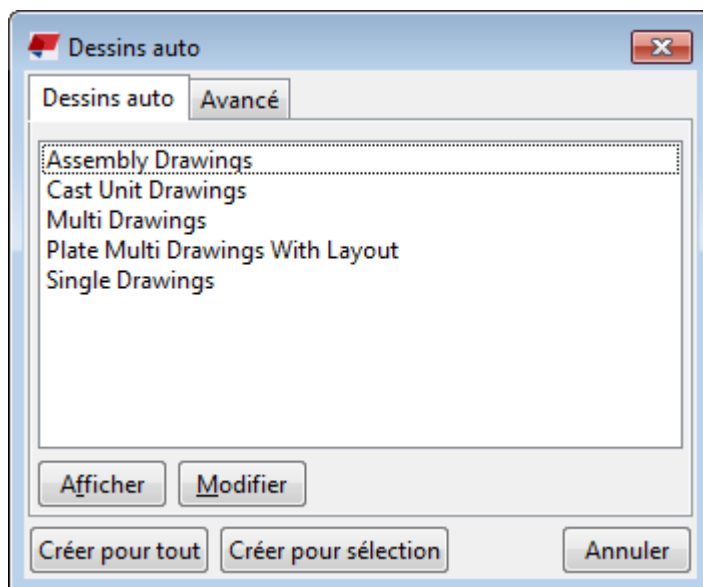 Dessins auto
Dessins auto Avancé
Assembly Drawings
Cast Unit Drawings
Multi Drawings
Plate Multi Drawings With Layout
Single Drawings
Afficher Modifier
Créer pour tout Créer pour sélection Annuler